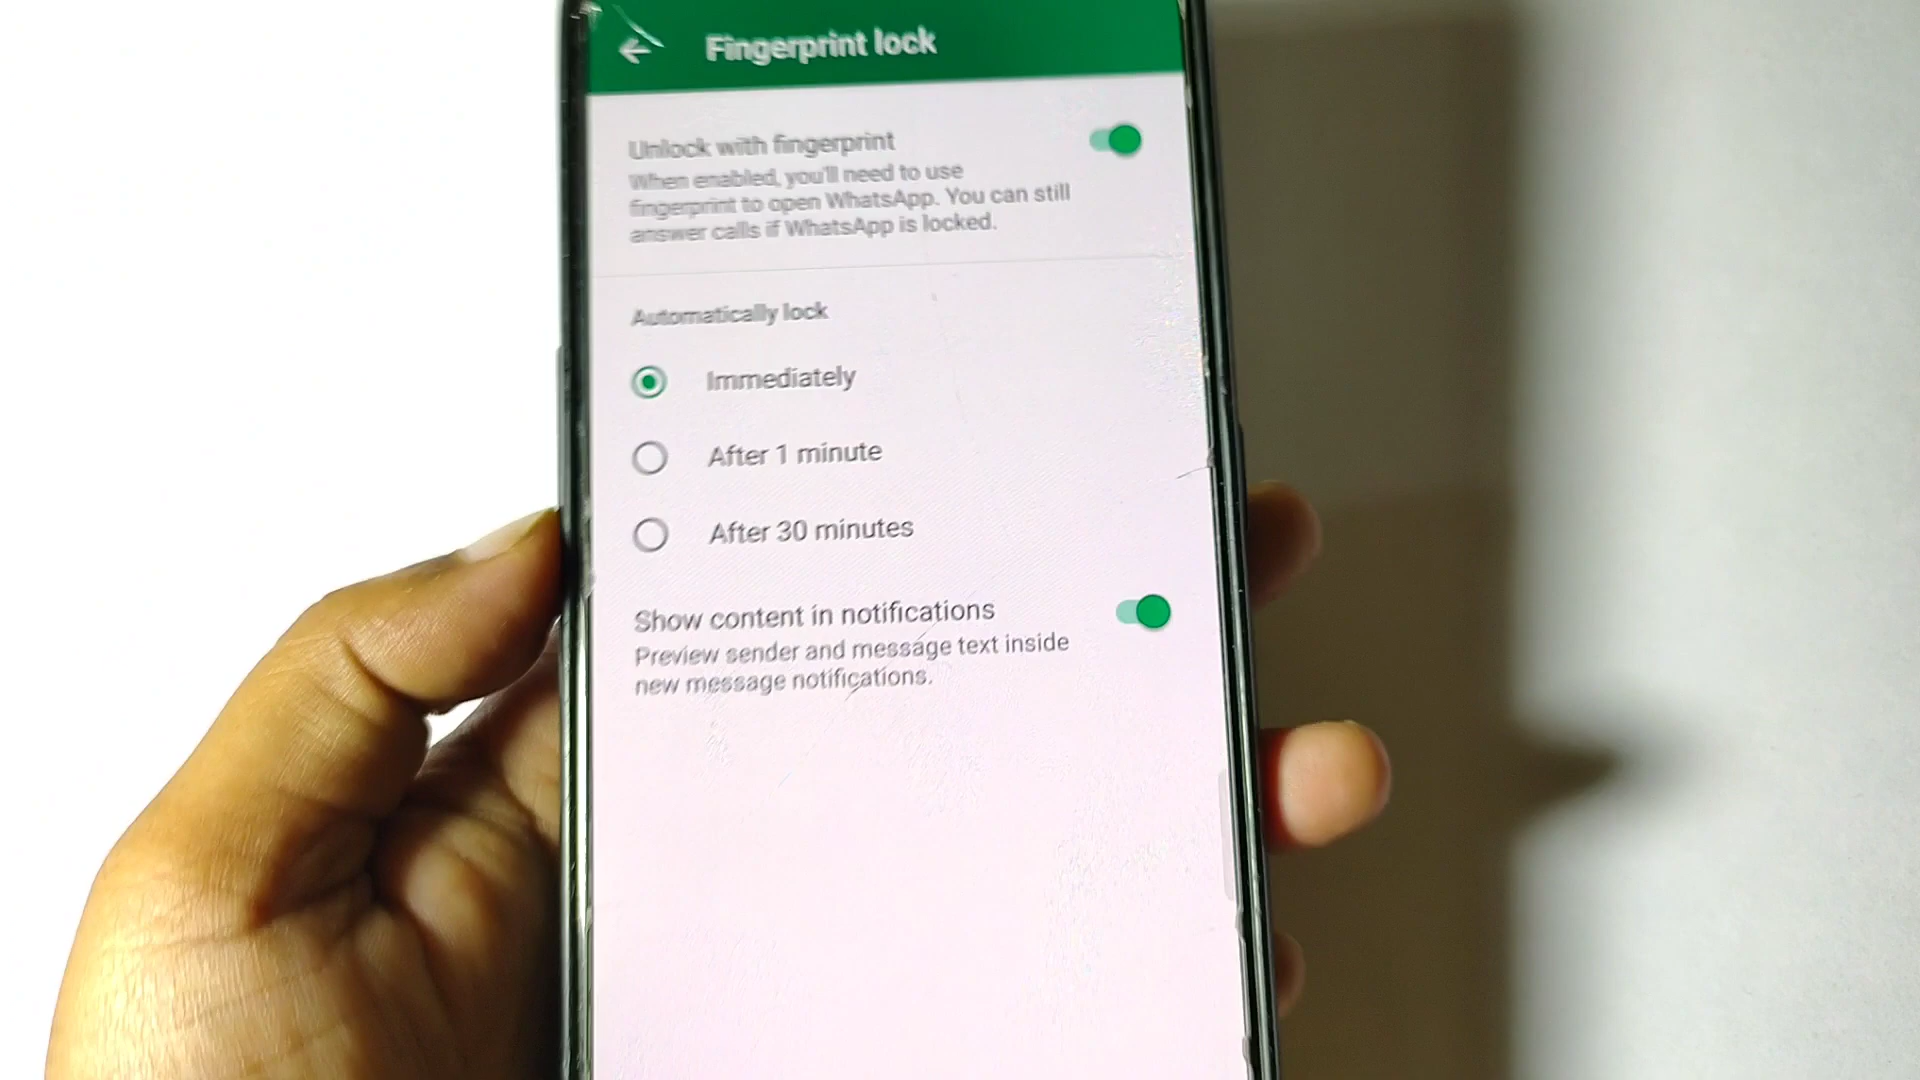 Fingerprint lock
Unlock with fingerprint
When enabled, you'll need to use
fingerprint to open WhatsApp. You can still
answer calls if WhatsApp is locked.
Automatically lock
Immediately
After 1 minute
After 30 minutes
Show content in notifications
Preview sender and message text inside
new message notifications.